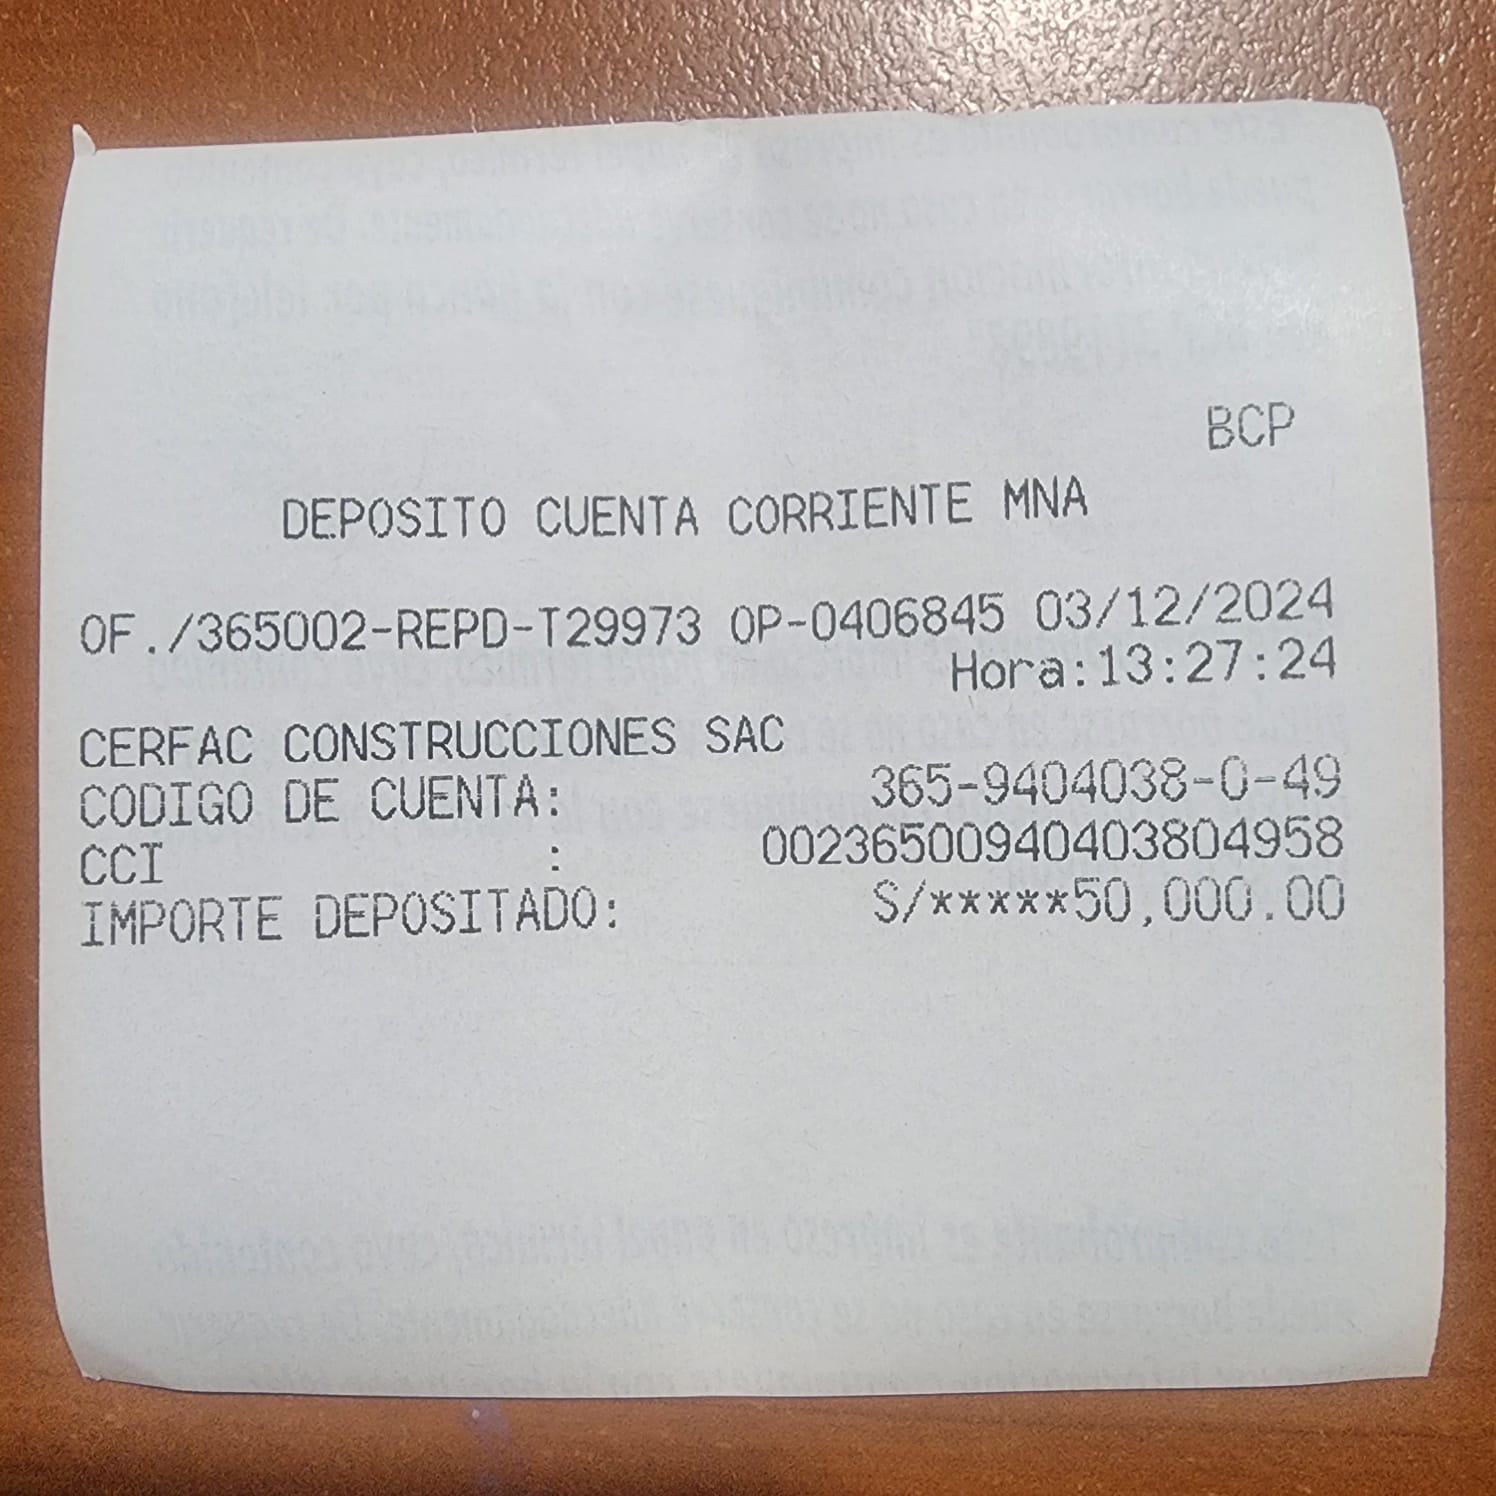 BCP
DEPOSITO CUENTA CORRIENTE MNA
OF./365002-REPD-T29973 OP-0406845 03/12/2024
Hora:13:27:24
CERFAC CONSTRUCCIONES SAC
CODIGO DE CUENTA: 365-9404038-0-49
CCI : 00236500940403804958
IMPORTE DEPOSITADO: S/*****50,000.00